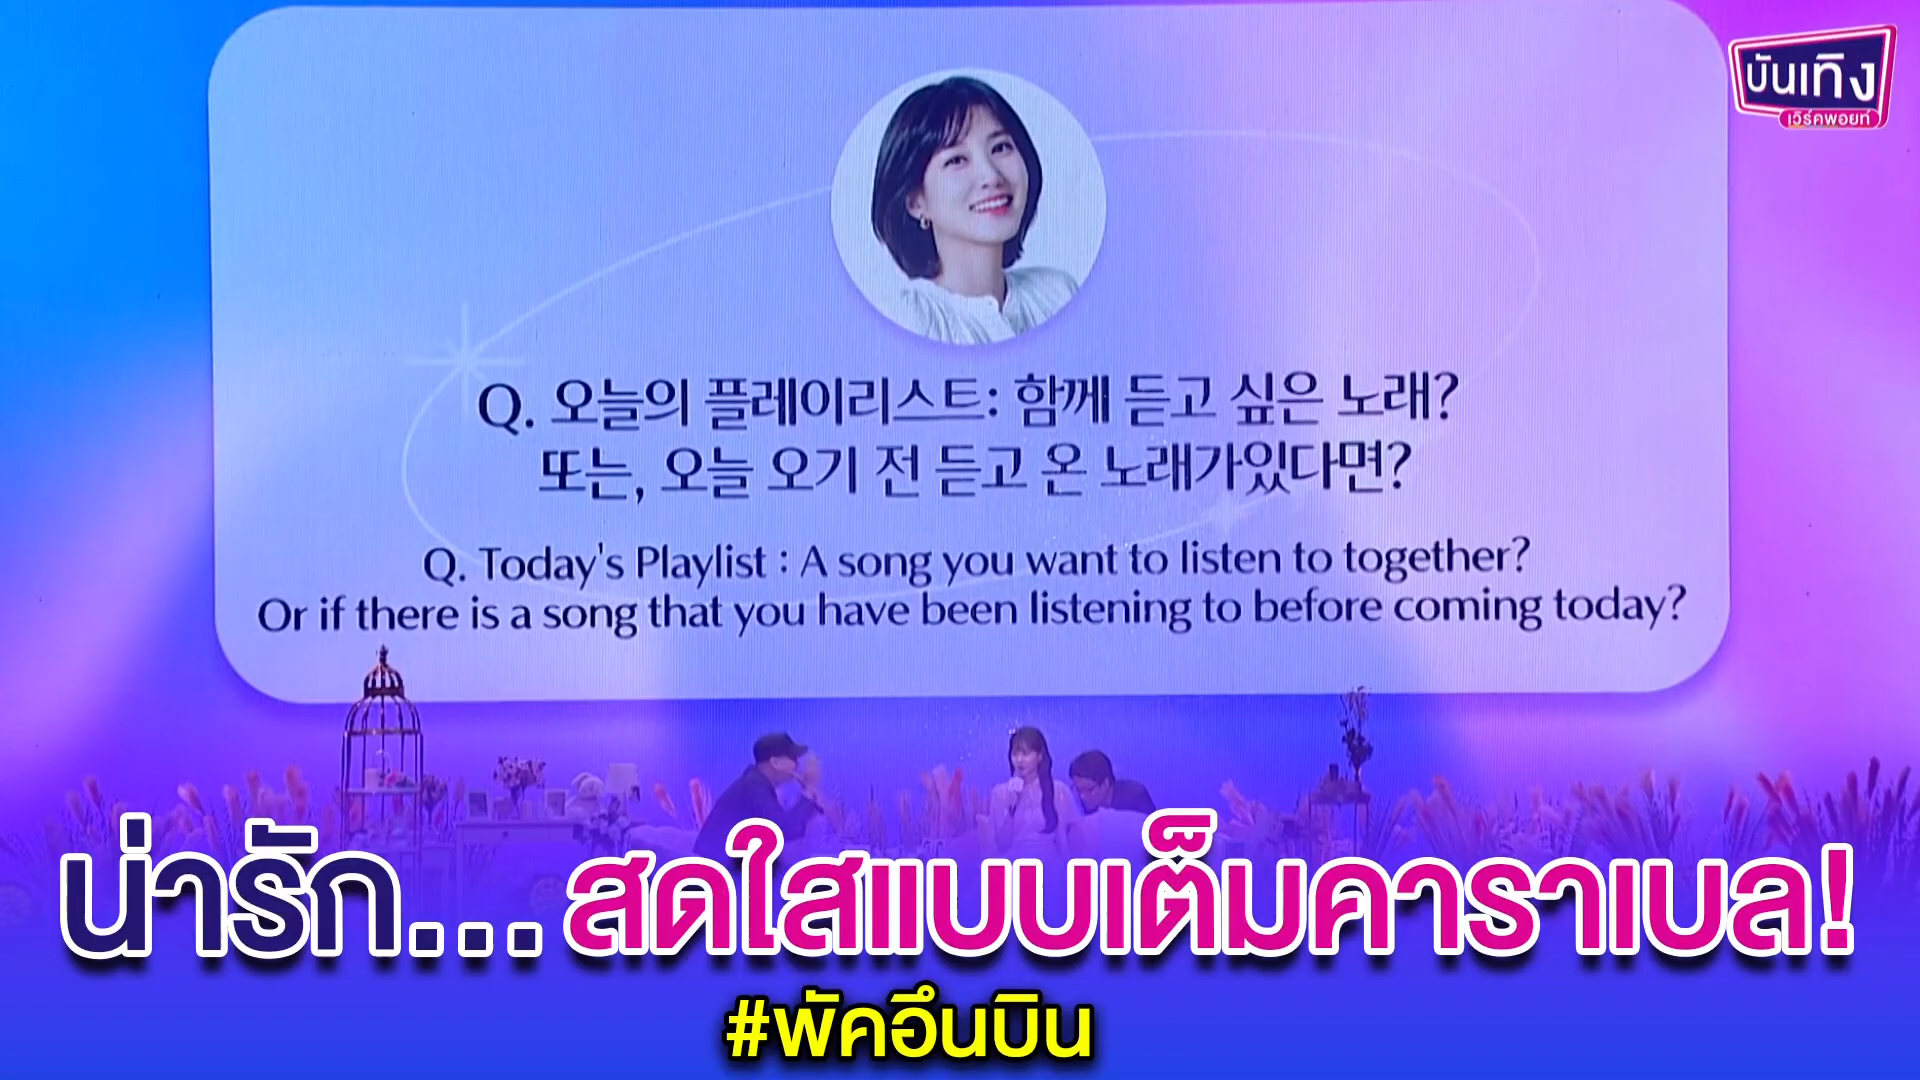 บันเทิง
เวิร์คพอยท์
Q. 오늘의 플레이리스트: 함께 듣고 싶은 노래?
또는, 오늘 오기 전 듣고 온 노래가있다면?
Q. Today's Playlist : A song you want to listen to together?
Or if there is a song that you have been listening to before coming today?
น่ารัก... สดใสแบบเต็มคาราเบล!
#พัคอึนบิน